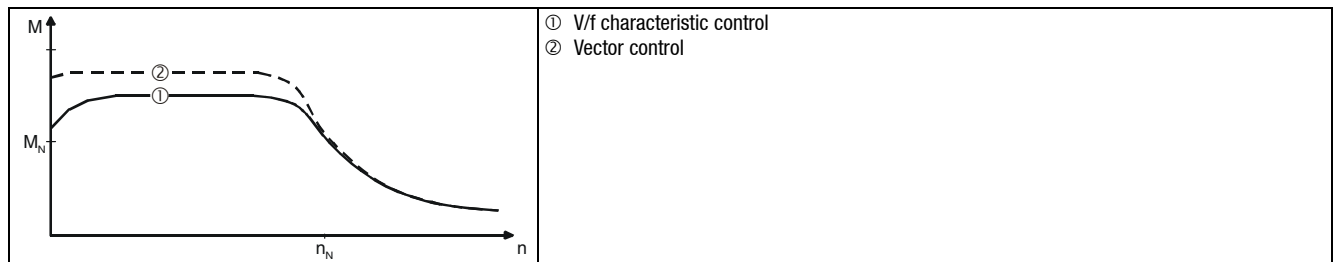 M
②
①
M_N
n_N
n
① V/f characteristic control
② Vector control